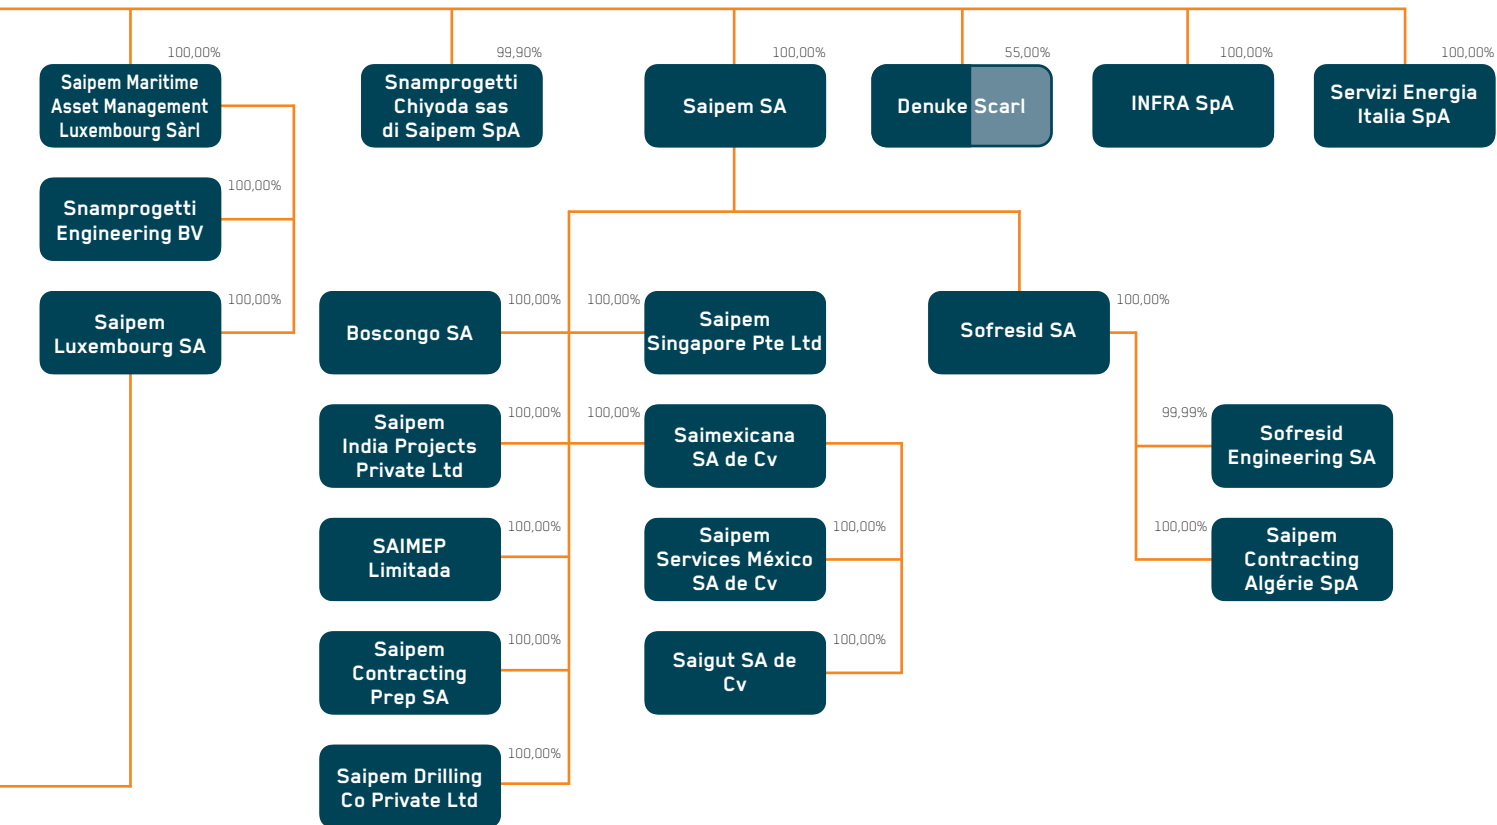 100,00%
99,90%
100,00%
55,00%
100,00%
100,00%
Saipem Maritime
Asset Management
Luxembourg Sàrl
Snamprogetti
Chiyoda sas
di Saipem SpA
Saipem SA
Denuke Scarl
INFRA SpA
Servizi Energia
Italia SpA
100,00%
Snamprogetti
Engineering BV
100,00%
Saipem
Luxembourg SA
100,00%
Boscongo SA
100,00%
Saipem
Singapore Pte Ltd
100,00%
Sofresid SA
100,00%
Saipem
India Projects
Private Ltd
100,00%
Saimexicana
SA de Cv
99,99%
Sofresid
Engineering SA
100,00%
SAIMEP
Limitada
100,00%
Saipem
Services México
SA de Cv
100,00%
Saipem
Contracting
Algérie SpA
100,00%
Saipem
Contracting
Prep SA
100,00%
Saigut SA de
Cv
100,00%
Saipem Drilling
Co Private Ltd